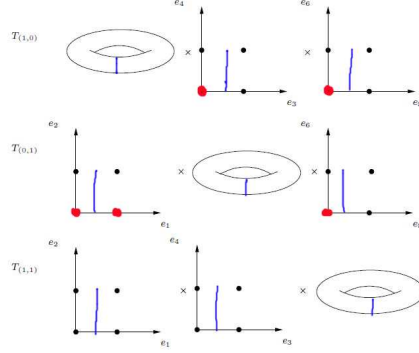 T(1,0) × e4 e3 × e6 e
T(0,1) e2 e1 × × e6 e
T(1,1) e2 e1 × e4 e3 ×